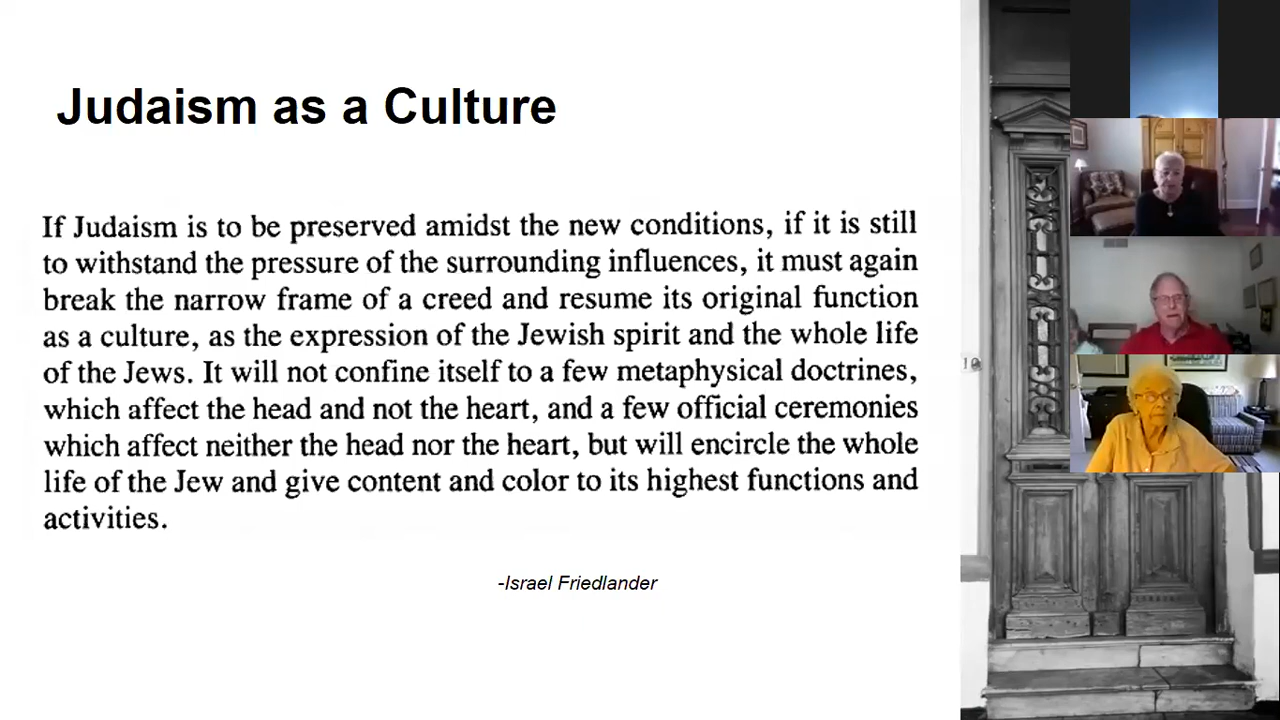 Judaism as a Culture
If Judaism is to be preserved amidst the new conditions, if it is still
to withstand the pressure of the surrounding influences, it must again
break the narrow frame of a creed and resume its original function
as a culture, as the expression of the Jewish spirit and the whole life
of the Jews. It will not confine itself to a few metaphysical doctrines,
which affect the head and not the heart, and a few official ceremonies
which affect neither the head nor the heart, but will encircle the whole
life of the Jew and give content and color to its highest functions and
activities.
-Israel Friedlander